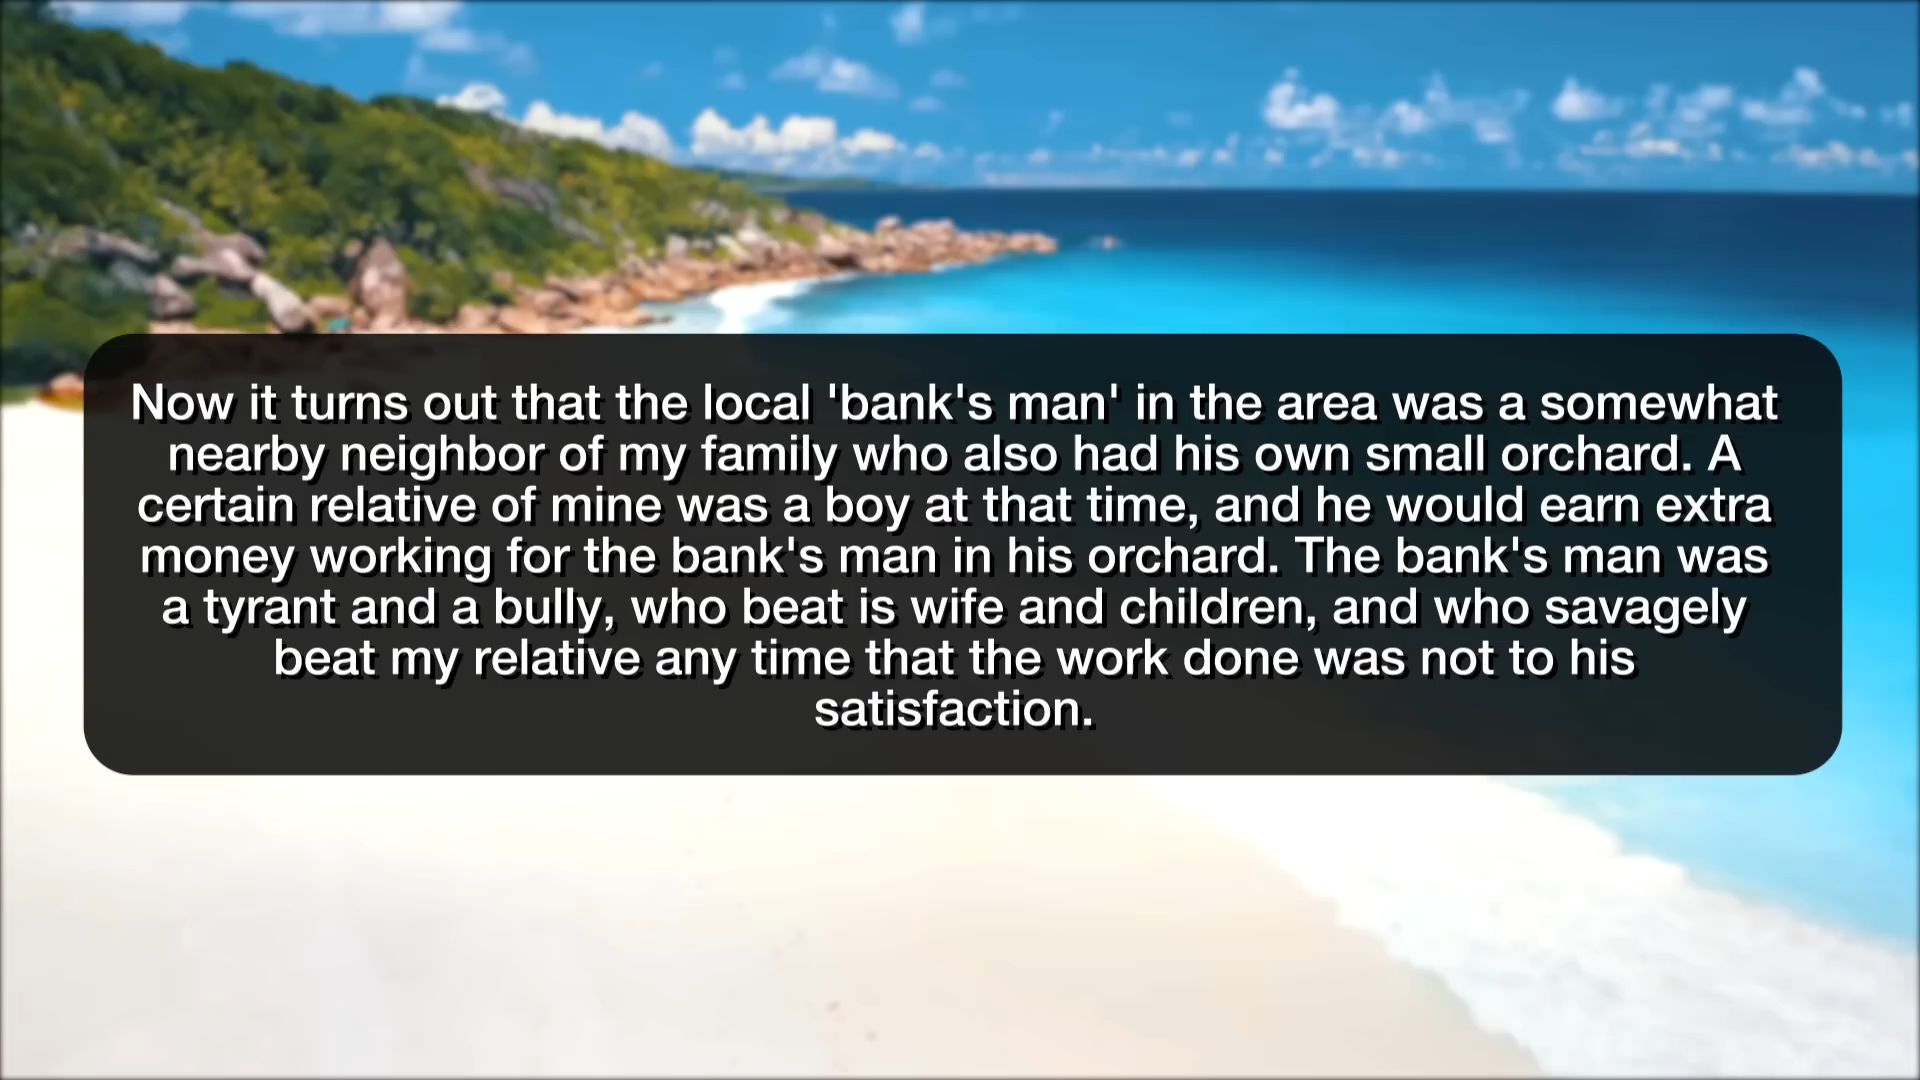 Now it turns out that the local 'bank's man' in the area was a somewhat
nearby neighbor of my family who also had his own small orchard. A
certain relative of mine was a boy at that time, and he would earn extra
money working for the bank's man in his orchard. The bank's man was
a tyrant and a bully, who beat is wife and children, and who savagely
beat my relative any time that the work done was not to his
satisfaction.